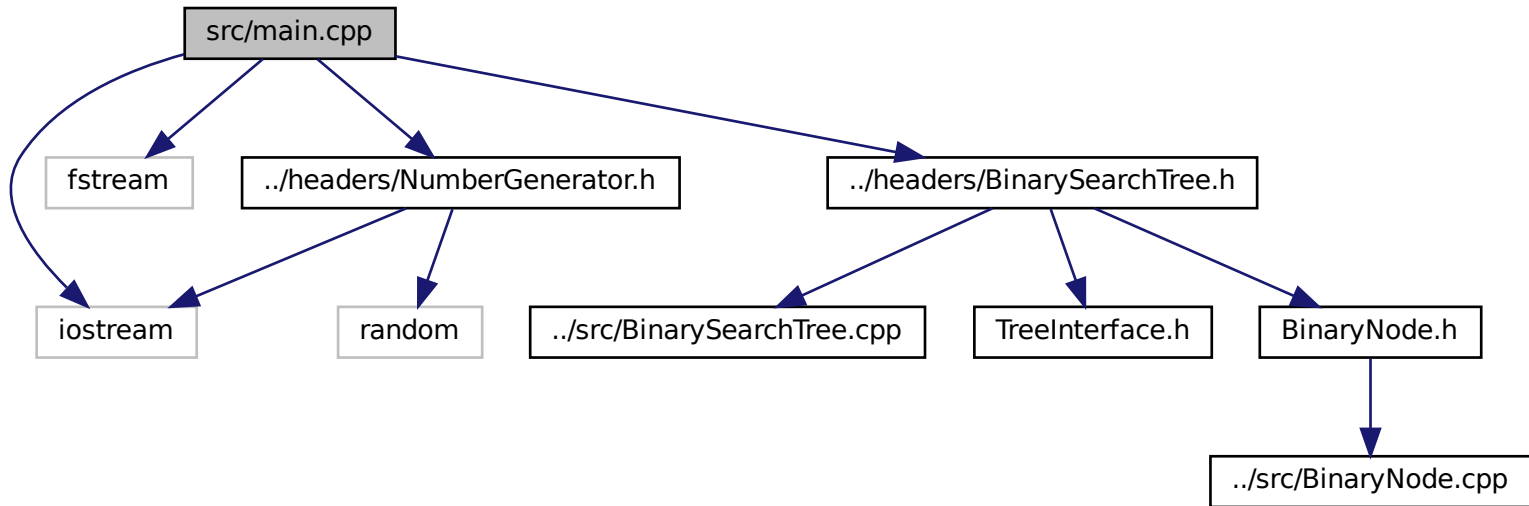 src/main.cpp
fstream
../headers/NumberGenerator.h
../headers/BinarySearchTree.h
iostream
random
../src/BinarySearchTree.cpp
TreeInterface.h
BinaryNode.h
../src/BinaryNode.cpp